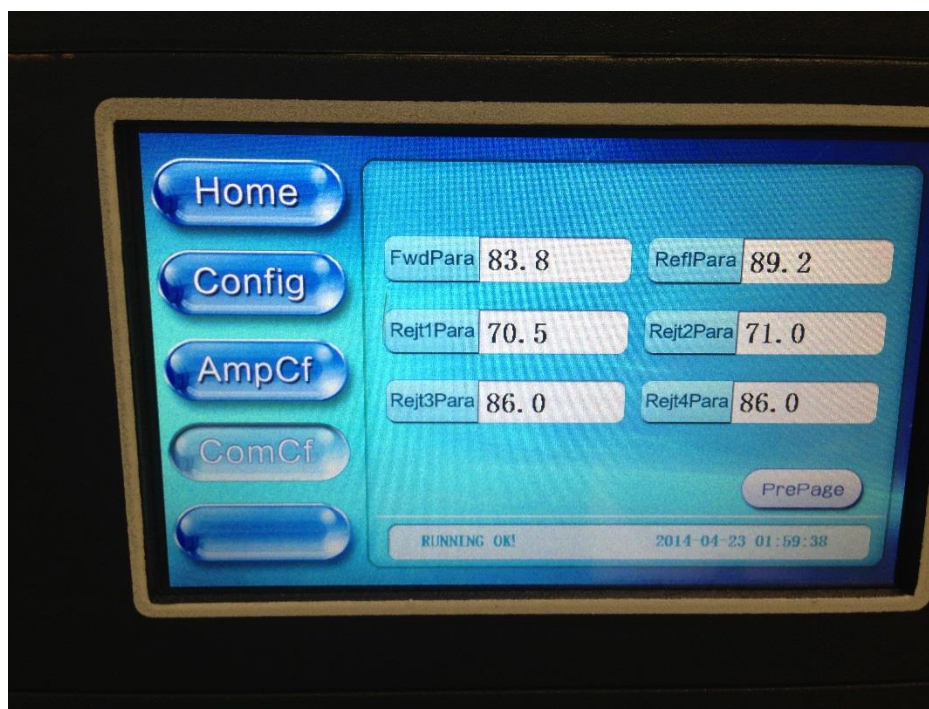 Home
Config
AmpCf
ComCf
FwdPara 83.8
ReflPara 89.2
Rejt1Para 70.5
Rejt2Para 71.0
Rejt3Para 86.0
Rejt4Para 86.0
PrePage
RUNNING OK!
2014-04-23 01:59:38